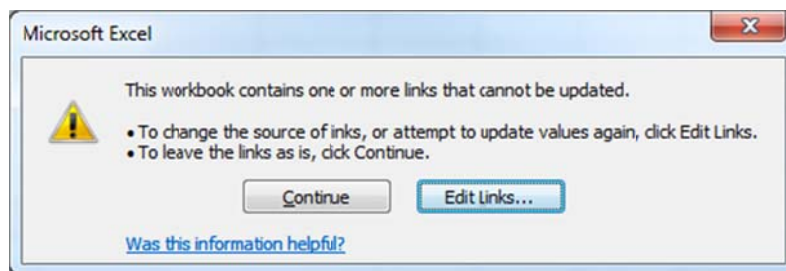 Microsoft Excel
This workbook contains one or more links that cannot be updated.
• To change the source of inks, or attempt to update values again, click Edit Links.
• To leave the links as is, click Continue.
Continue
Edit Links...
Was this information helpful?